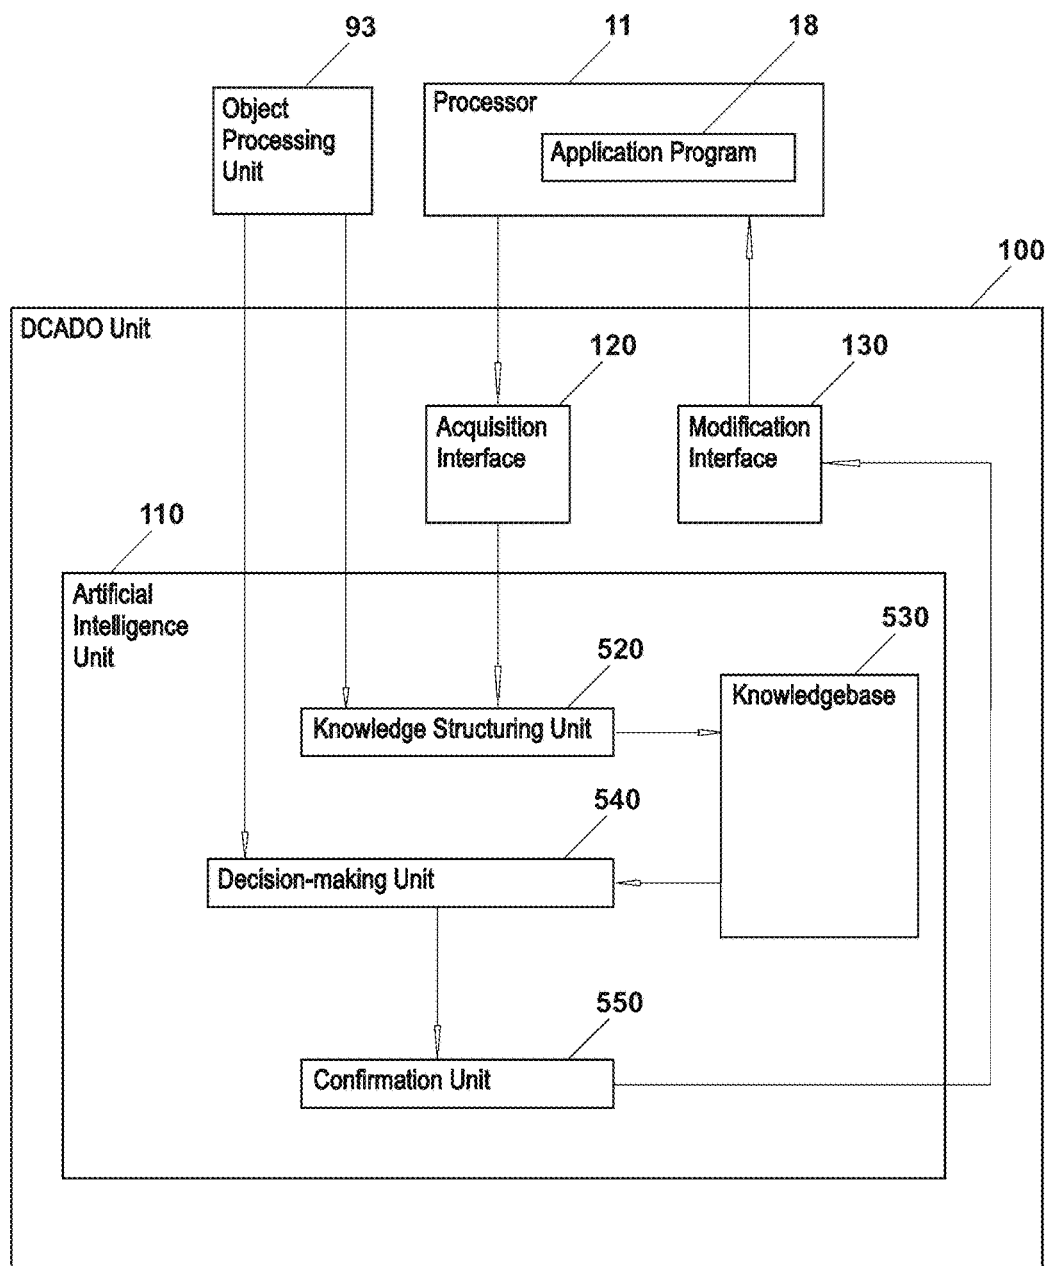 93
11
18
Object
Processing
Unit
Processor
Application Program
100
DCADO Unit
120
130
Acquisition
Interface
Modification
Interface
110
Artificial
Intelligence
Unit
520
530
Knowledge Structuring Unit
Knowledgebase
540
Decision-making Unit
550
Confirmation Unit